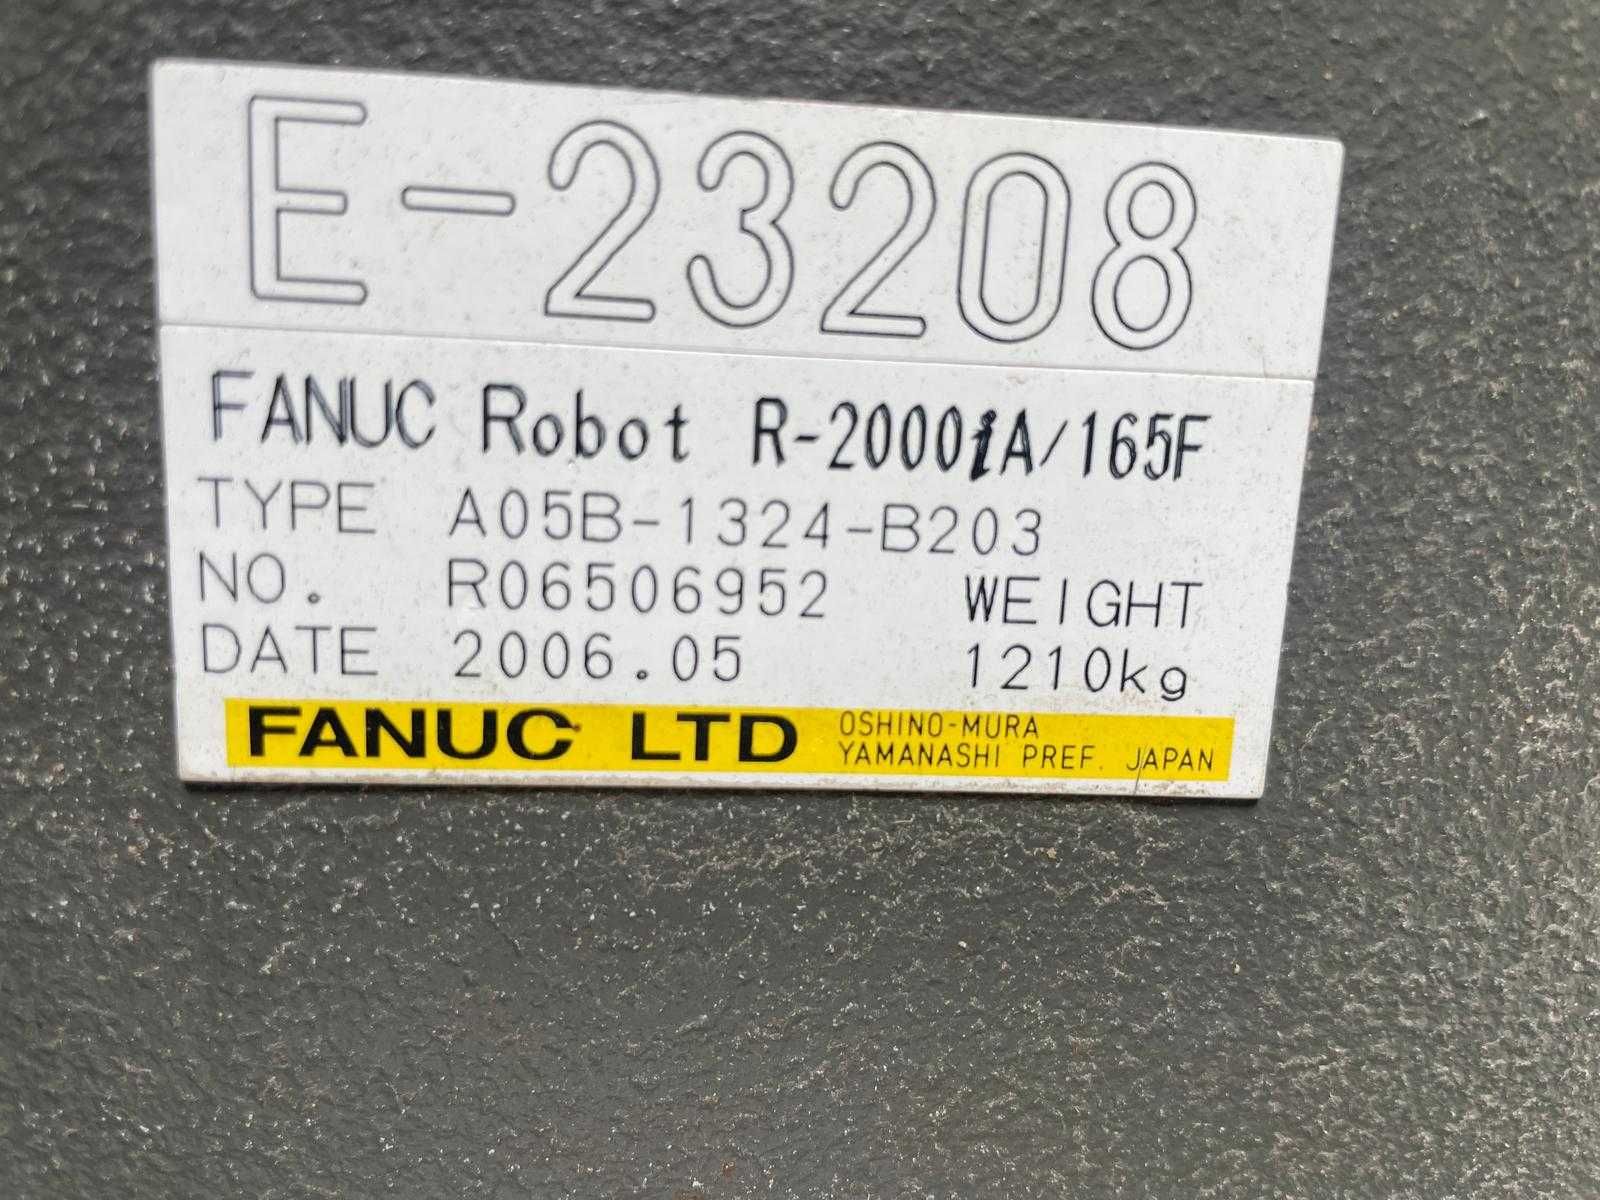 E-23208
FANUC Robot R-2000iA/165F
TYPE A05B-1324-B203
NO. R06506952 WEIGHT
DATE 2006.05 1210kg
FANUC LTD OSHINO-MURA
YAMANASHI PREF. JAPAN